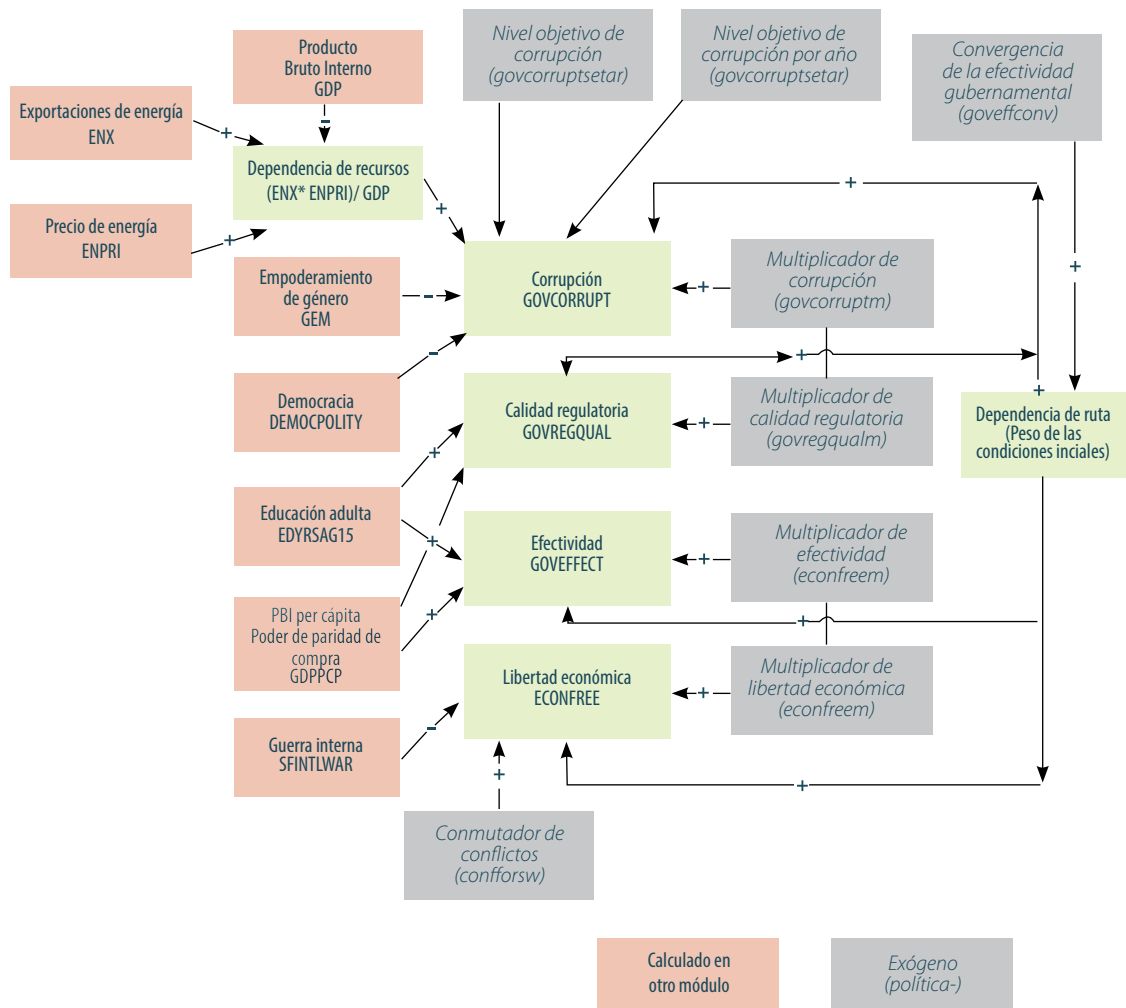 Producto
Bruto Interno
GDP
Nivel objetivo de
corrupción
(govcorruptsetar)
Nivel objetivo de
corrupción por año
(govcorruptsetar)
Convergencia
de la efectividad
gubernamental
(goveffconv)
Exportaciones de energía
ENX
+
-
Dependencia de recursos
(ENX* ENPRI)/ GDP
+
+
Precio de energía
ENPRI
+
Empoderamiento
de género
GEM
-
Corrupción
GOVCORRUPT
+
Multiplicador de
corrupción
(govcorruptm)
+
Democracia
DEMOCPOLITY
-
Calidad regulatoria
GOVREGQUAL
+
+
Multiplicador de
calidad regulatoria
(govregqualm)
+
Dependencia de ruta
(Peso de las
condiciones inciales)
Educación adulta
EDYRSAG15
+
+
+
Efectividad
GOVEFFECT
+
Multiplicador de
efectividad
(econfreem)
PBI per cápita
Poder de paridad de
compra
GDPPCP
+
+
Libertad económica
ECONFREE
+
Multiplicador de
libertad económica
(econfreem)
Guerra interna
SFINTLWAR
-
+
+
Conmutador de
conflictos
(confforsw)
Calculado en
otro módulo
Exógeno
(política-)